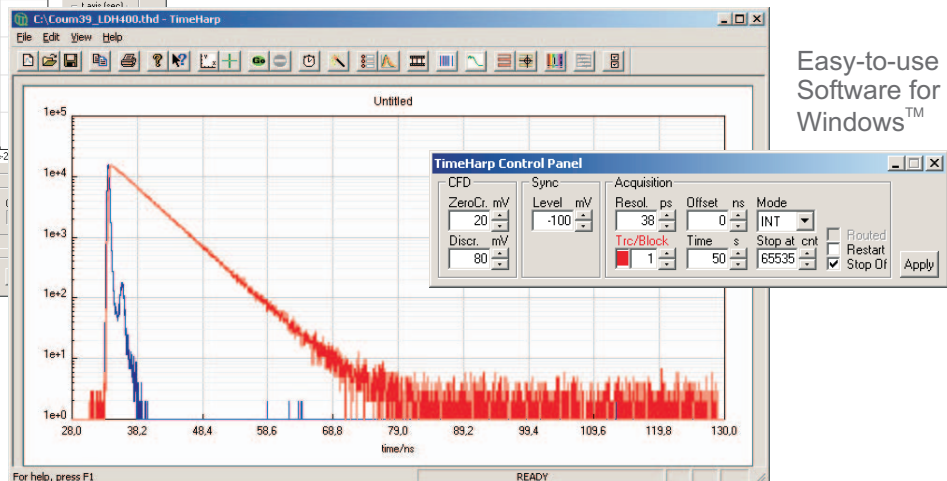 t axis (sec)
C:\Coum39_LDH400.thd - TimeHarp
File Edit View Help
Untitled
1e+5
1e+4
1e+3
1e+2
1e+1
1e+0
28,0 38,2 48,4 58,6 68,8 79,0 89,2 99,4 109,6 119,8 130,0
time/ns
For help, press F1
READY
Easy-to-use
Software for
Windows™
TimeHarp Control Panel
CFD
Sync
Acquisition
ZeroCr. mV
Level mV
Resol. ps
Offset ns
Mode
20
-100
38
0
INT
Discr. mV
Trc/Block
Time s
Stop at cnt
80
1
50
65535
Routed
Restart
Stop Of
Apply